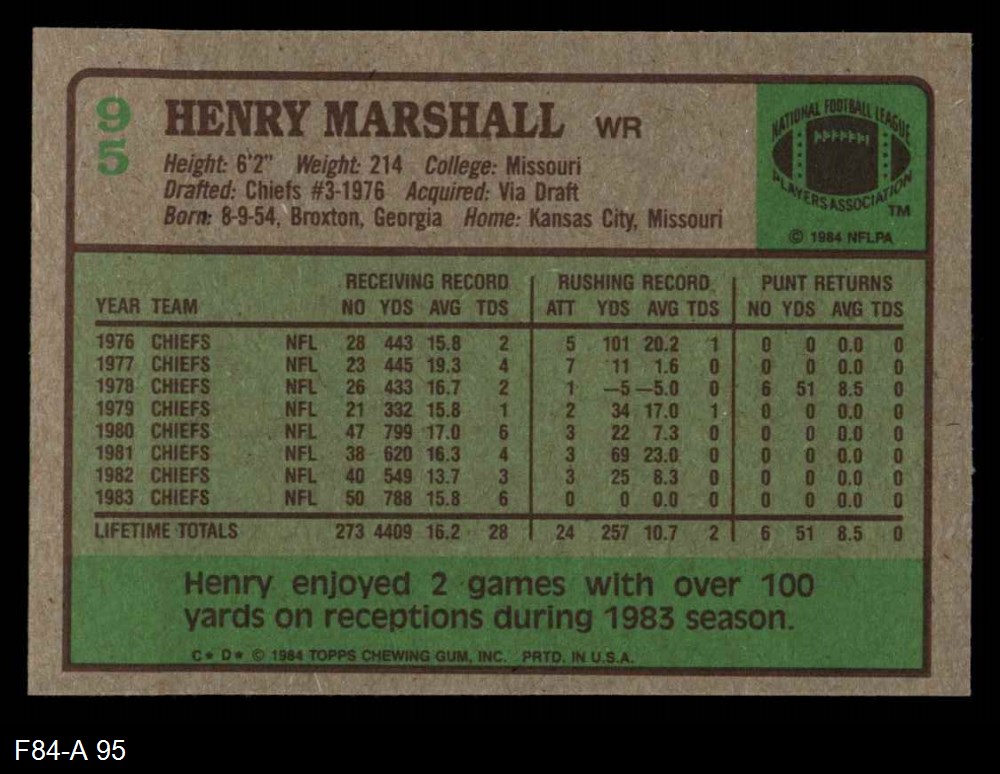 95 HENRY MARSHALL WR
Height: 6'2" Weight: 214 College: Missouri
Drafted: Chiefs #3-1976 Acquired: Via Draft
Born: 8-9-54, Broxton, Georgia Home: Kansas City, Missouri
NATIONAL FOOTBALL LEAGUE
PLAYERS ASSOCIATION
TM
© 1984 NFLPA
RECEIVING RECORD RUSHING RECORD PUNT RETURNS
YEAR TEAM NO YDS AVG TDS ATT YDS AVG TDS NO YDS AVG TDS
1976 CHIEFS NFL 28 443 15.8 2 5 101 20.2 1 0 0 0.0 0
1977 CHIEFS NFL 23 445 19.3 4 7 11 1.6 0 0 0 0.0 0
1978 CHIEFS NFL 26 433 16.7 2 1 —5 —5.0 0 6 51 8.5 0
1979 CHIEFS NFL 21 332 15.8 1 2 34 17.0 1 0 0 0.0 0
1980 CHIEFS NFL 47 799 17.0 6 3 22 7.3 0 0 0 0.0 0
1981 CHIEFS NFL 38 620 16.3 4 3 69 23.0 0 0 0 0.0 0
1982 CHIEFS NFL 40 549 13.7 3 3 25 8.3 0 0 0 0.0 0
1983 CHIEFS NFL 50 788 15.8 6 0 0 0.0 0 0 0 0.0 0
LIFETIME TOTALS 273 4409 16.2 28 24 257 10.7 2 6 51 8.5 0
Henry enjoyed 2 games with over 100
yards on receptions during 1983 season.
C* D* © 1984 TOPPS CHEWING GUM, INC. PRTD. IN U.S.A.
F84-A 95